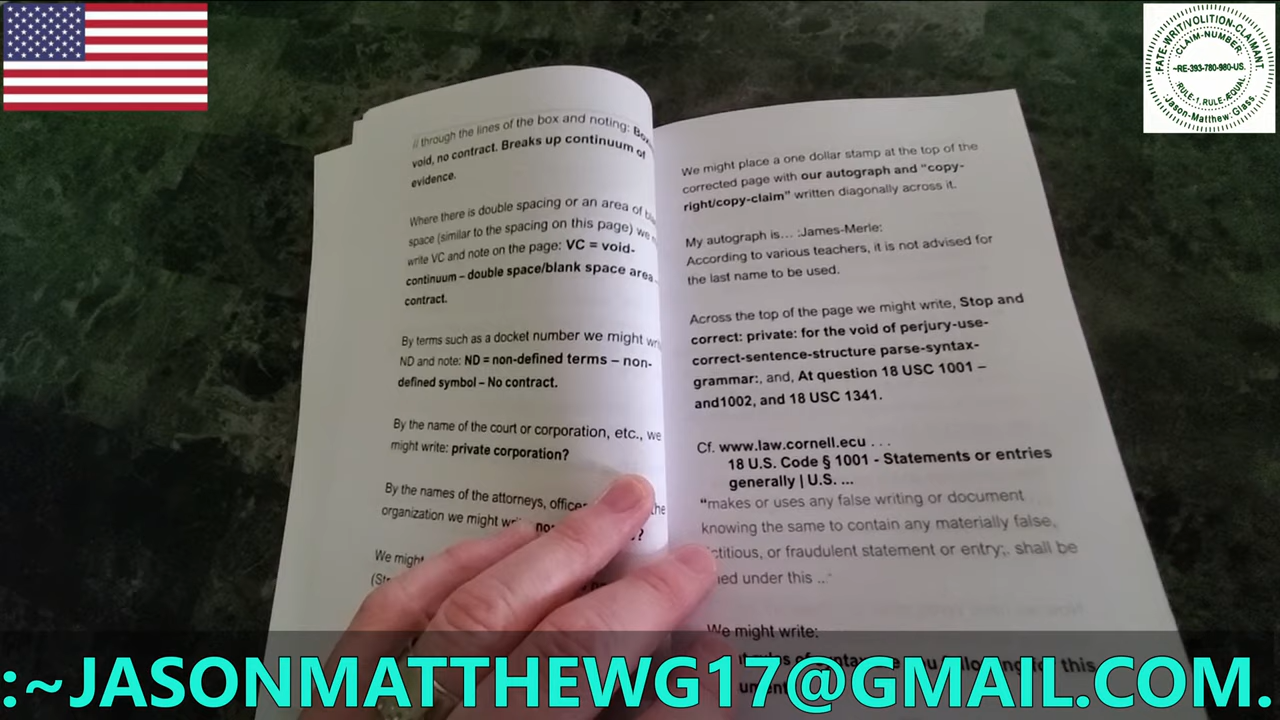 :FATE-WRIT/VOLITION-CLAIMANT
:CLAIM-NUMBER:
~RE-393-780-980-US.
:RULE-1, RULE-ÆQUAL
:Jason-Matthew: Glass.
// through the lines of the box and noting: Box
void, no contract. Breaks up continuum of
evidence.
Where there is double spacing or an area of
space (similar to the spacing on this page) we
write VC and note on the page: VC = void-
continuum – double space/blank space area
contract.
By terms such as a docket number we might
ND and note: ND = non-defined terms – non-
defined symbol – No contract.
By the name of the court or corporation, etc., we
might write: private corporation?
By the names of the attorneys, the
organization we might
We might
We might place a one dollar stamp at the top of the
corrected page with our autograph and “copy-
right/copy-claim” written diagonally across it.
My autograph is… :James-Merle:
According to various teachers, it is not advised for
the last name to be used.
Across the top of the page we might write, Stop and
correct: private: for the void of perjury-use-
correct-sentence-structure parse-syntax-
grammar:, and, At question 18 USC 1001 –
and1002, and 18 USC 1341.
Cf. www.law.cornell.ecu . . .
18 U.S. Code § 1001 - Statements or entries
generally | U.S. ...
“makes or uses any false writing or document
knowing the same to contain any materially false,
or fraudulent statement or entry;. shall be
under this ...”
We might write:
this
:~JASONMATTHEWG17@GMAIL.COM.